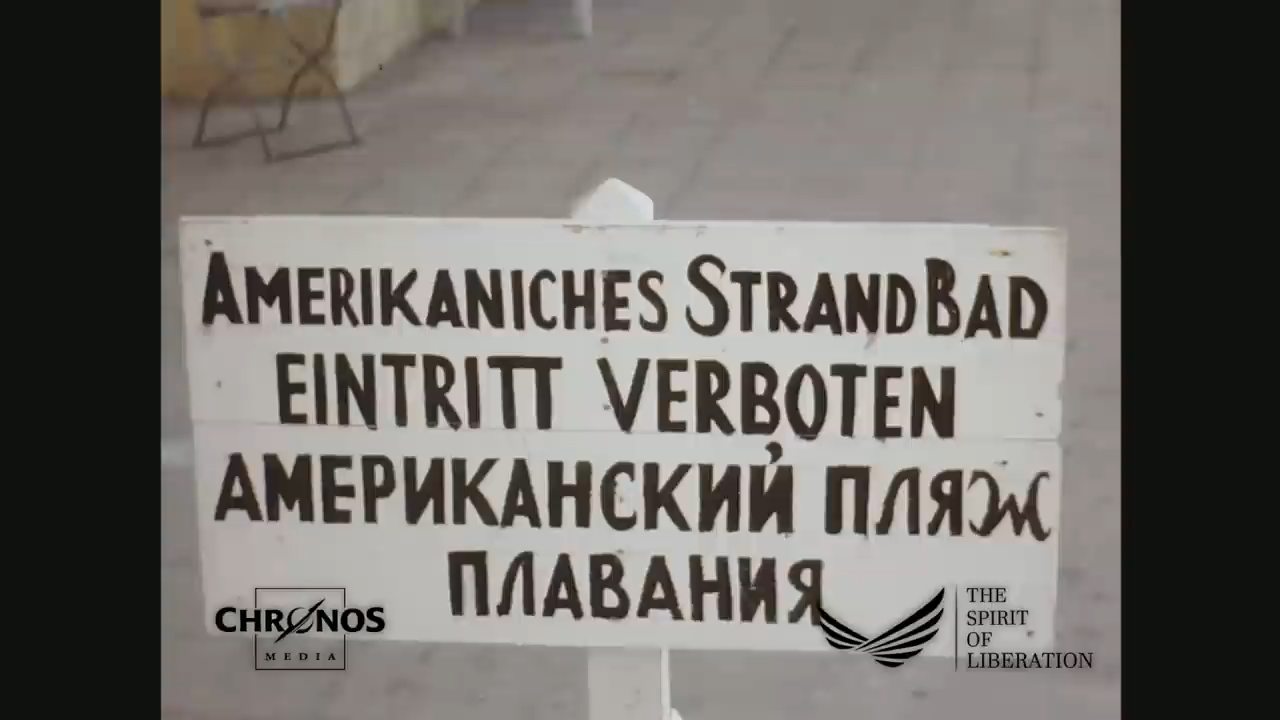 AMERIKANICHES STRANDBAD
EINTRITT VERBOTEN
АМЕРИКАНСКИЙ ПЛЯЖ
ПЛАВАНИЯ
CHRONOS
MEDIA
THE
SPIRIT
OF
LIBERATION